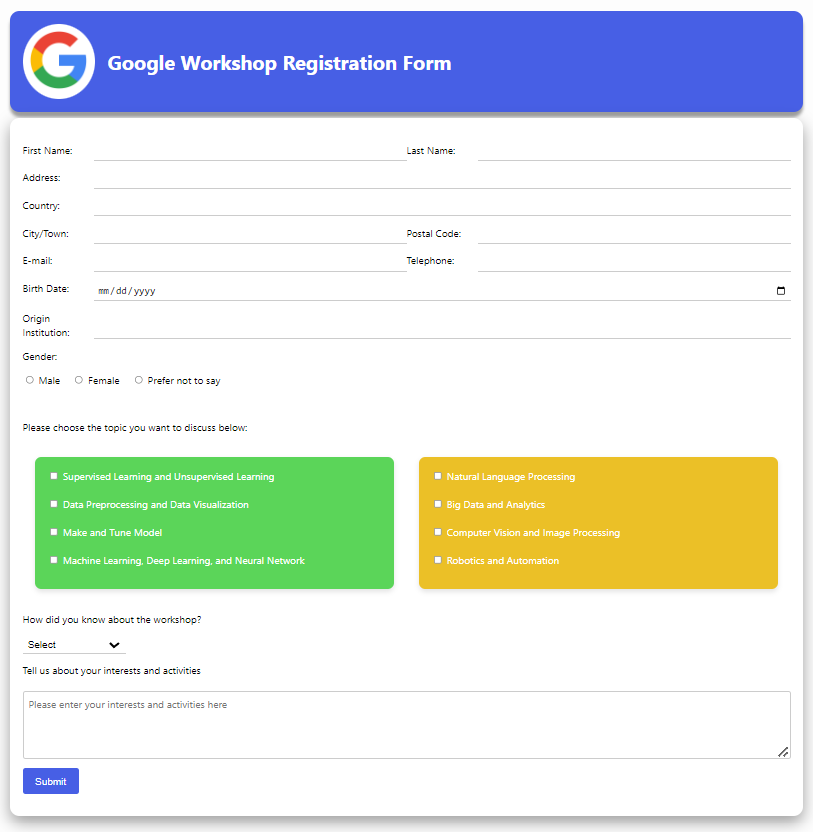 Google Workshop Registration Form
First Name: Last Name:
Address:
Country:
City/Town: Postal Code:
E-mail: Telephone:
Birth Date: mm/dd/yyyy
Origin
Institution:
Gender:
Male Female Prefer not to say
Please choose the topic you want to discuss below:
Supervised Learning and Unsupervised Learning
Data Preprocessing and Data Visualization
Make and Tune Model
Machine Learning, Deep Learning, and Neural Network
Natural Language Processing
Big Data and Analytics
Computer Vision and Image Processing
Robotics and Automation
How did you know about the workshop?
Select
Tell us about your interests and activities
Please enter your interests and activities here
Submit